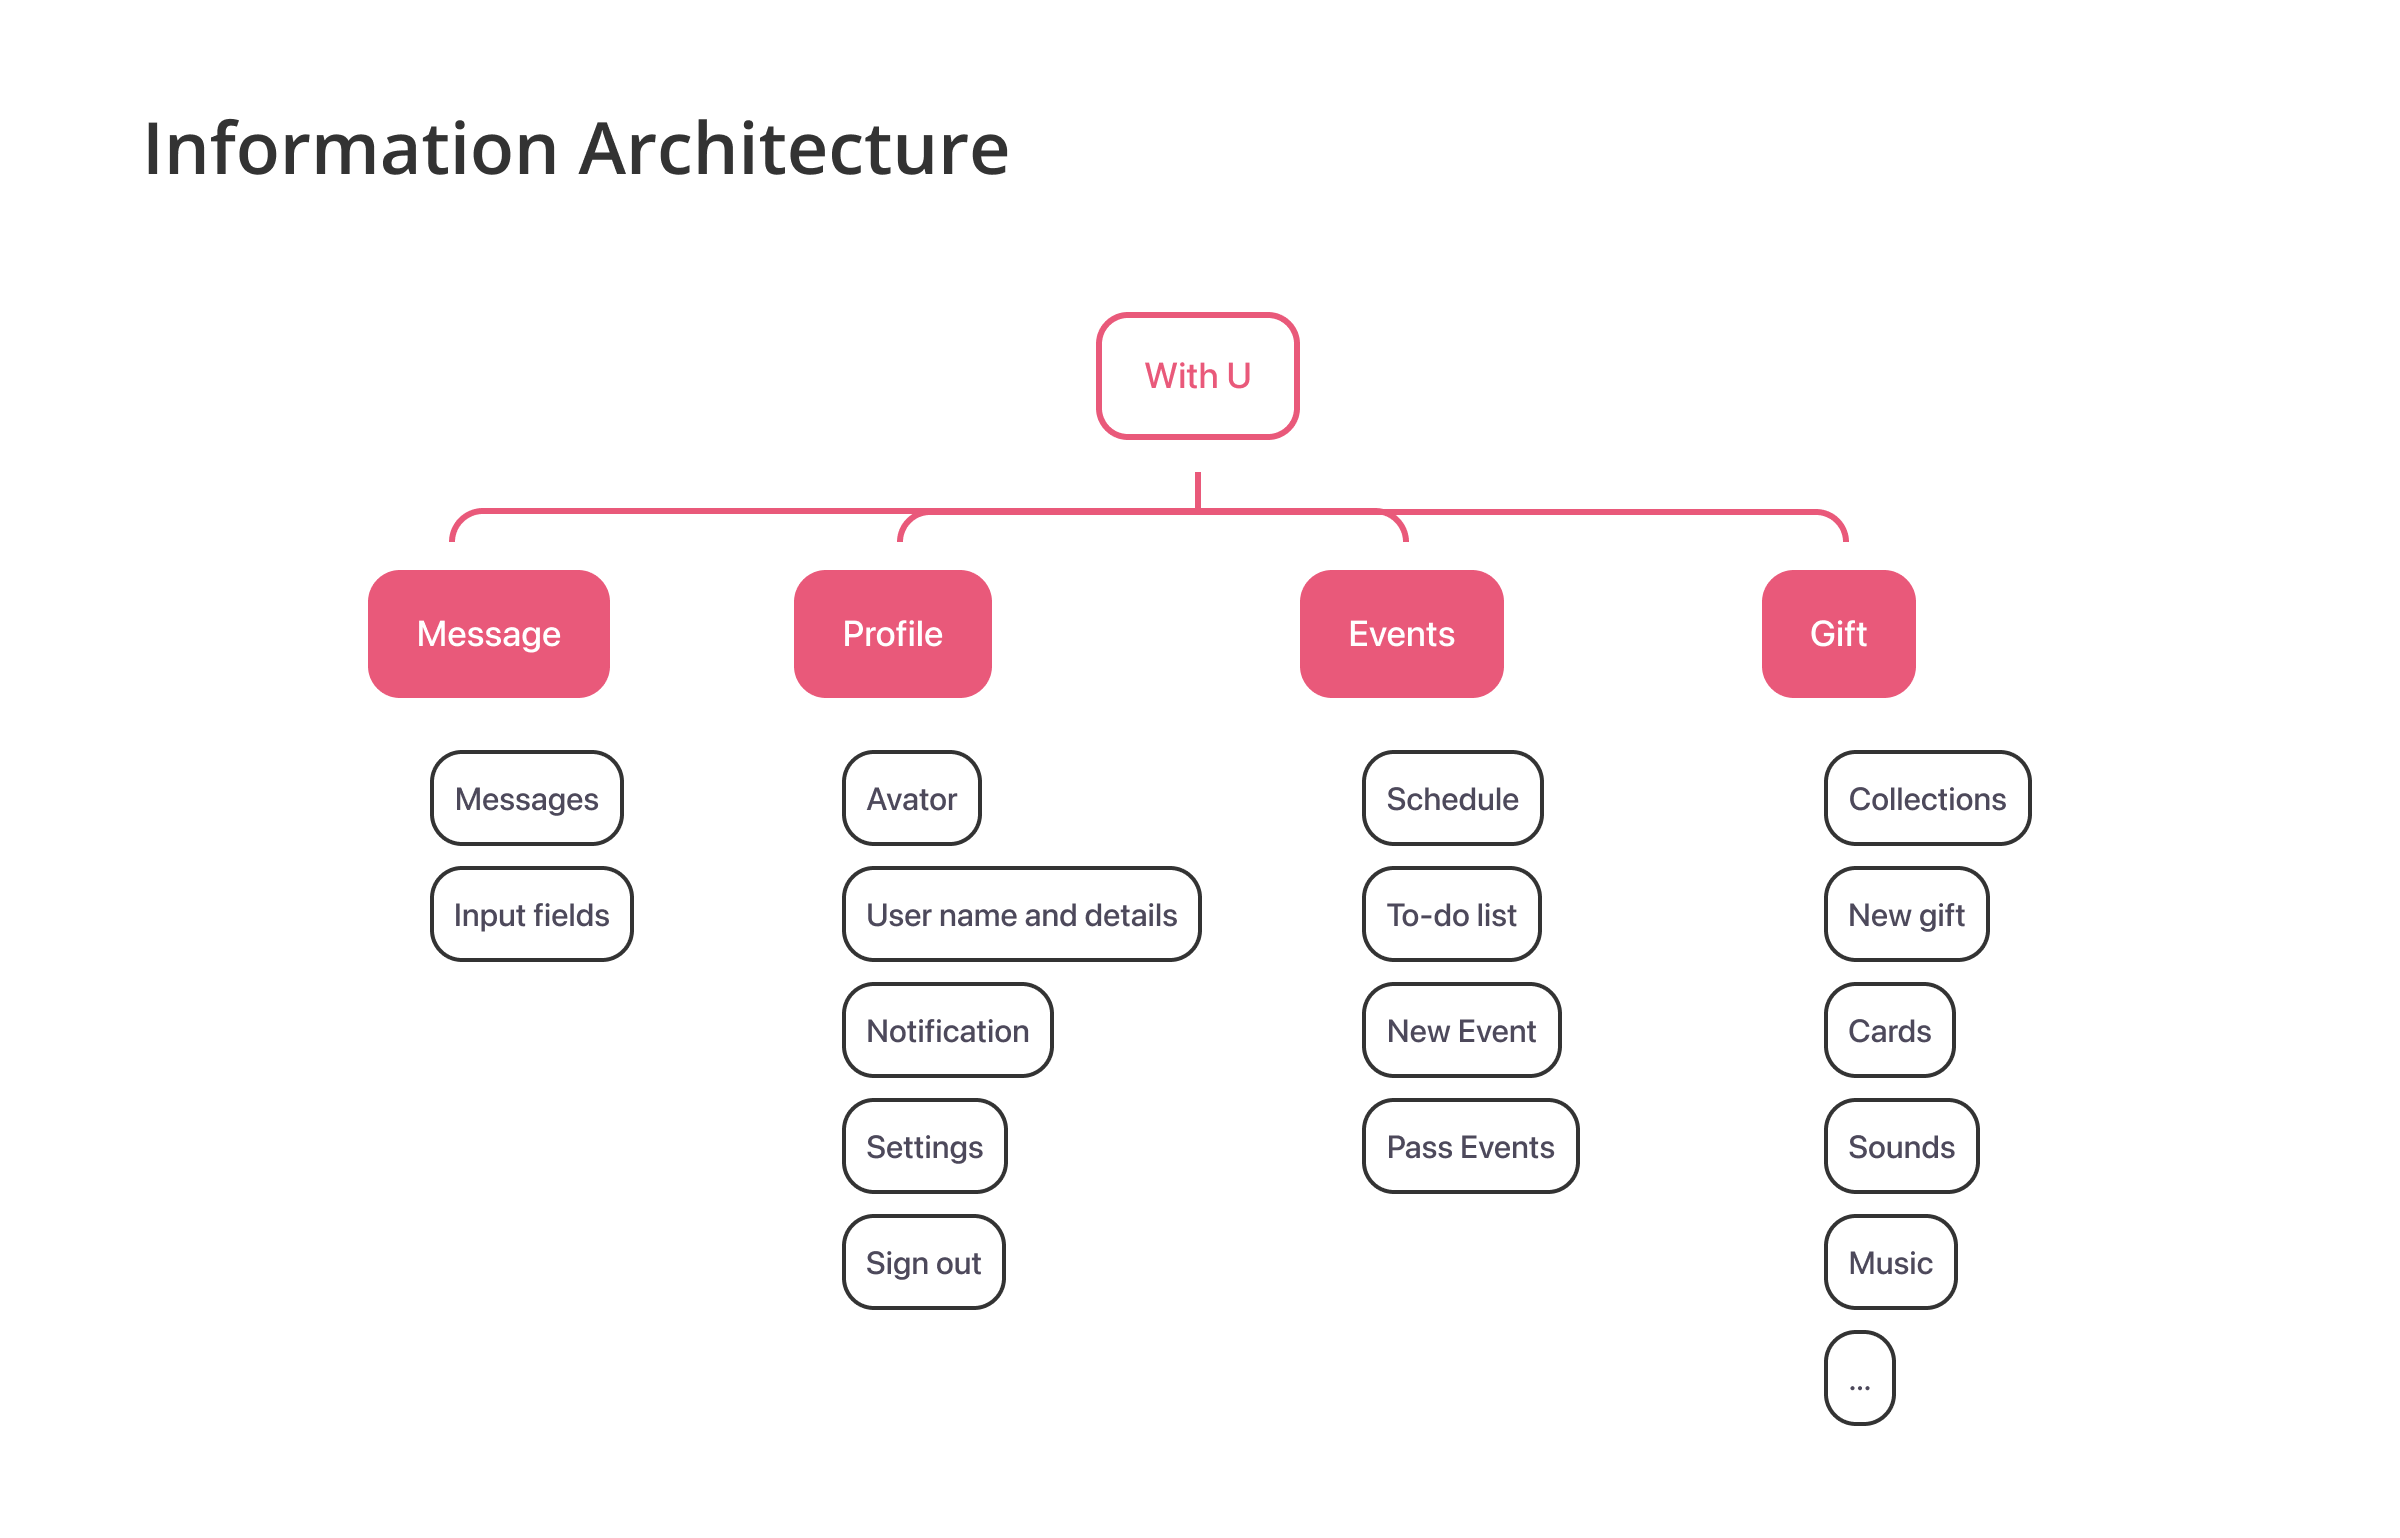 Information Architecture
With U
Message
Profile
Events
Gift
Messages
Input fields
Avator
User name and details
Notification
Settings
Sign out
Schedule
To-do list
New Event
Pass Events
Collections
New gift
Cards
Sounds
Music
...